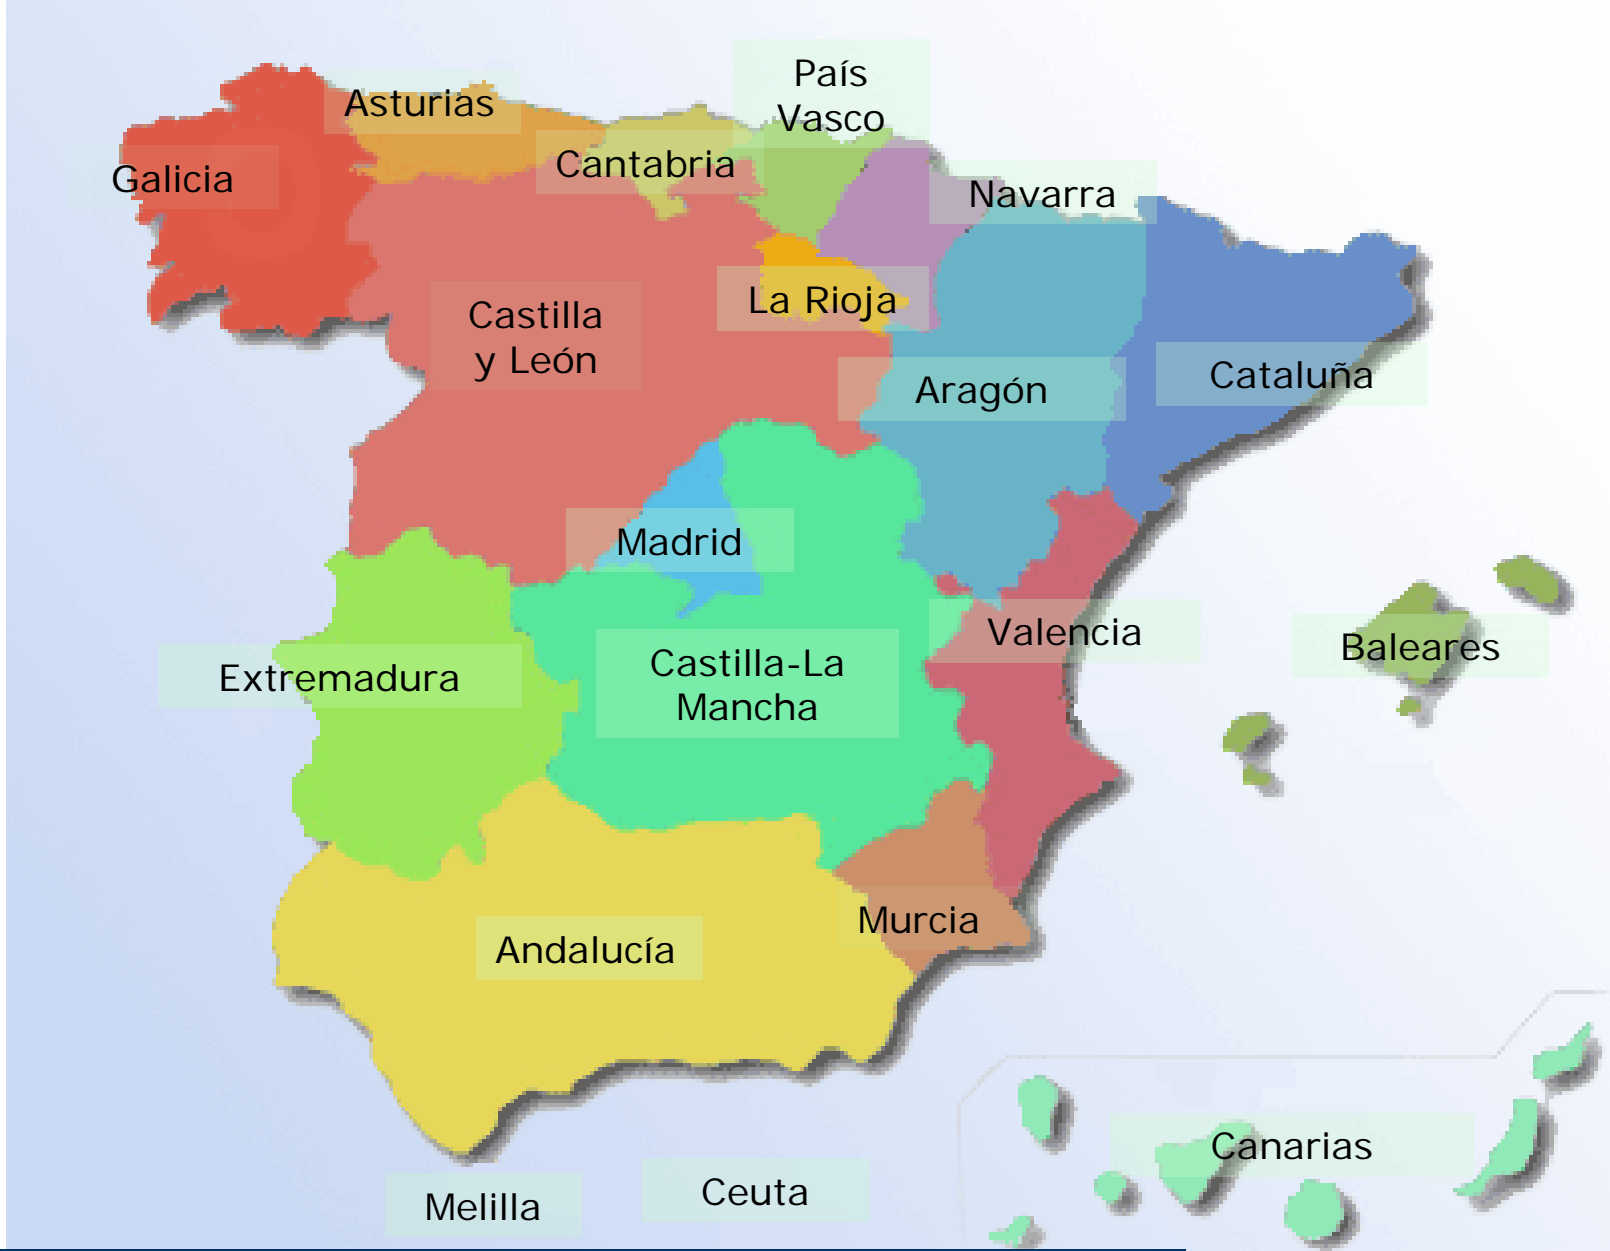 País
Vasco
Asturias
Cantabria
Galicia
Navarra
La Rioja
Castilla
y León
Aragón
Cataluña
Madrid
Valencia
Baleares
Extremadura
Castilla-La
Mancha
Murcia
Andalucía
Canarias
Ceuta
Melilla